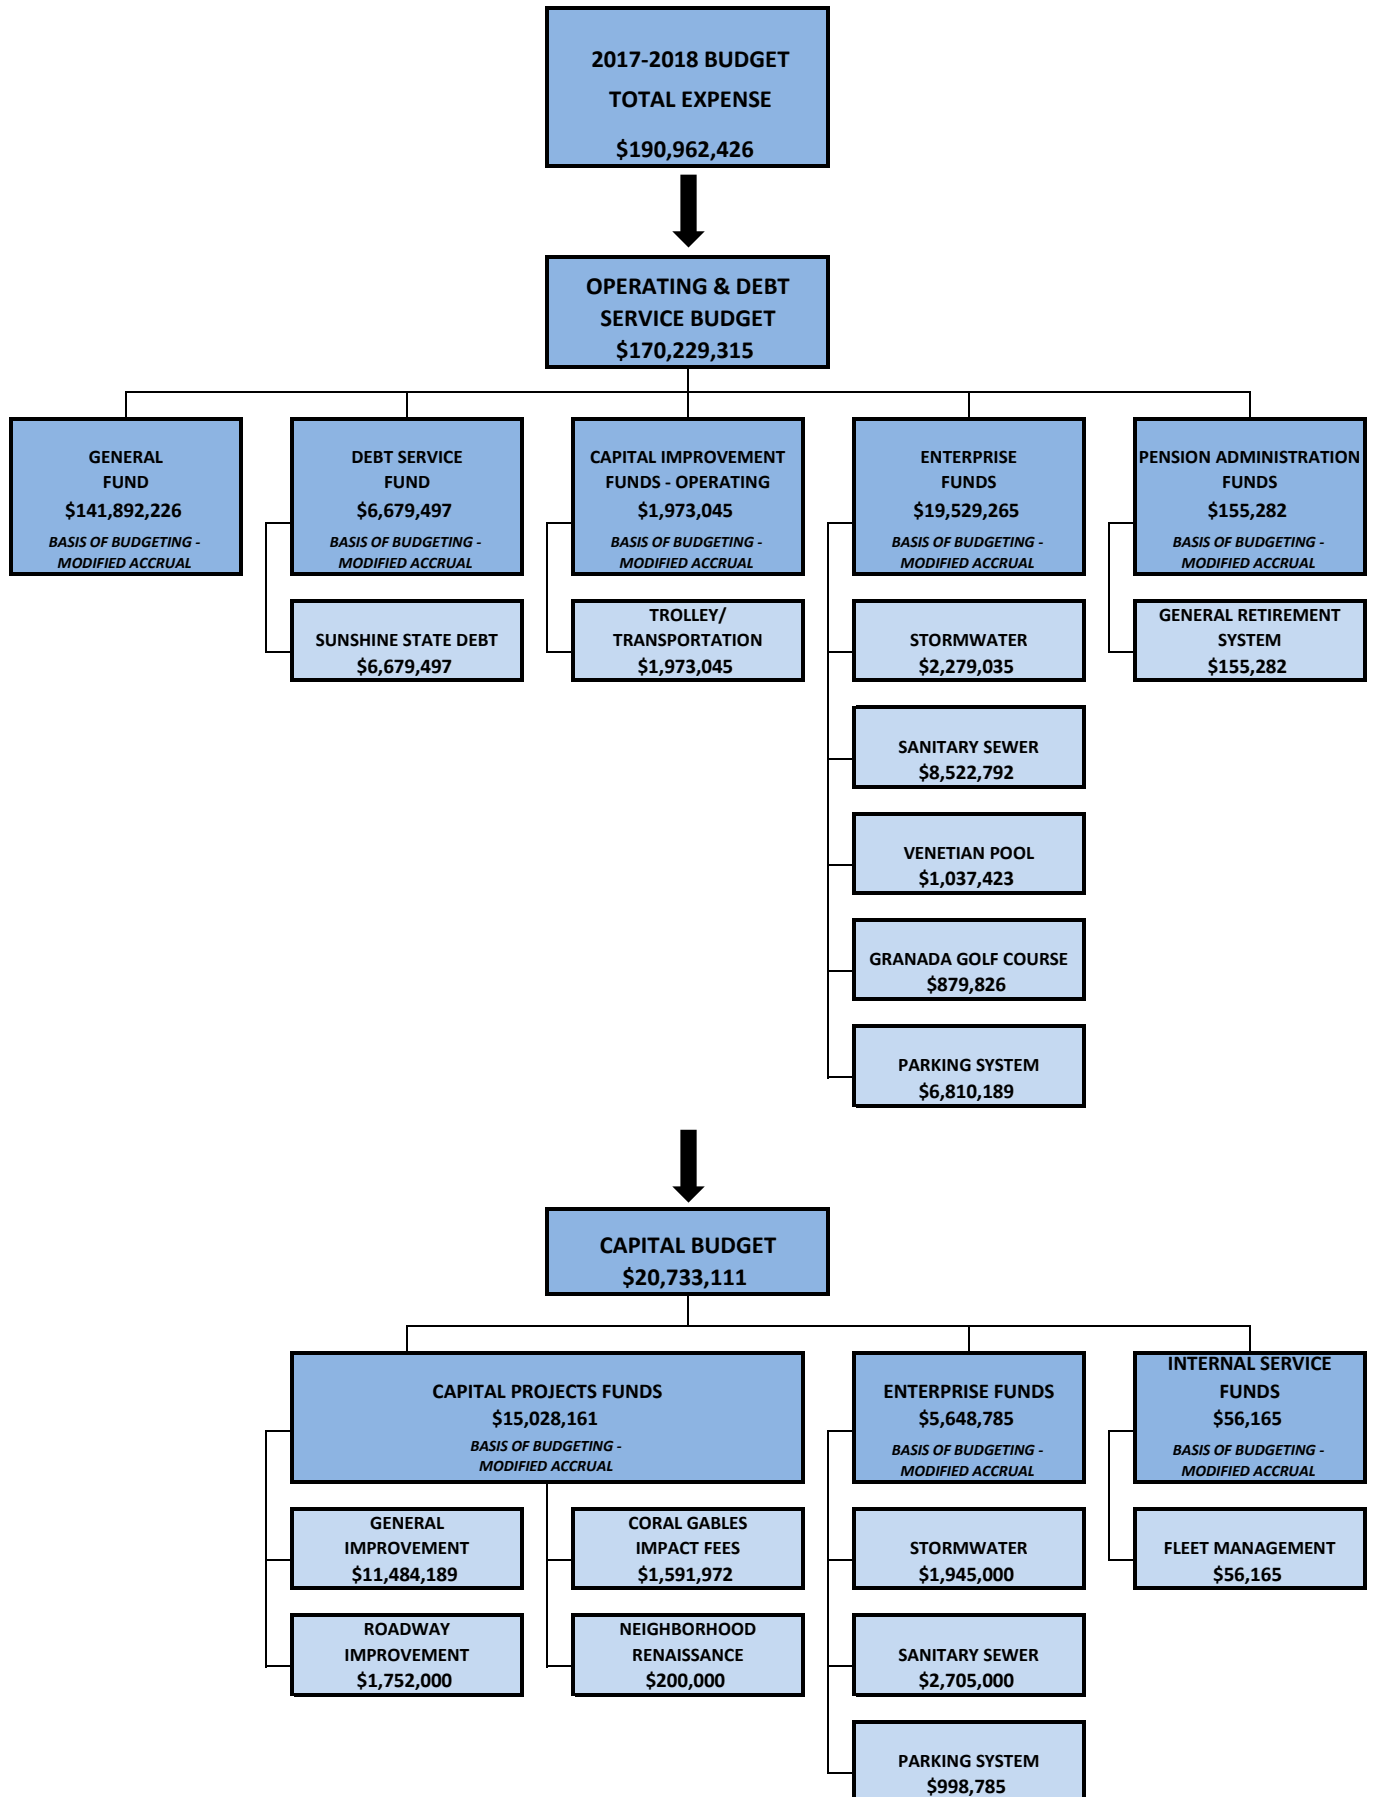 2017-2018 BUDGET
TOTAL EXPENSE
$190,962,426
OPERATING & DEBT
SERVICE BUDGET
$170,229,315
GENERAL
FUND
$141,892,226
BASIS OF BUDGETING -
MODIFIED ACCRUAL
DEBT SERVICE
FUND
$6,679,497
BASIS OF BUDGETING -
MODIFIED ACCRUAL
CAPITAL IMPROVEMENT
FUNDS - OPERATING
$1,973,045
BASIS OF BUDGETING -
MODIFIED ACCRUAL
ENTERPRISE
FUNDS
$19,529,265
BASIS OF BUDGETING -
MODIFIED ACCRUAL
PENSION ADMINISTRATION
FUNDS
$155,282
BASIS OF BUDGETING -
MODIFIED ACCRUAL
SUNSHINE STATE DEBT
$6,679,497
TROLLEY/
TRANSPORTATION
$1,973,045
STORMWATER
$2,279,035
GENERAL RETIREMENT
SYSTEM
$155,282
SANITARY SEWER
$8,522,792
VENETIAN POOL
$1,037,423
GRANADA GOLF COURSE
$879,826
PARKING SYSTEM
$6,810,189
CAPITAL BUDGET
$20,733,111
CAPITAL PROJECTS FUNDS
$15,028,161
BASIS OF BUDGETING -
MODIFIED ACCRUAL
ENTERPRISE FUNDS
$5,648,785
BASIS OF BUDGETING -
MODIFIED ACCRUAL
INTERNAL SERVICE
FUNDS
$56,165
BASIS OF BUDGETING -
MODIFIED ACCRUAL
GENERAL
IMPROVEMENT
$11,484,189
CORAL GABLES
IMPACT FEES
$1,591,972
STORMWATER
$1,945,000
FLEET MANAGEMENT
$56,165
ROADWAY
IMPROVEMENT
$1,752,000
NEIGHBORHOOD
RENAISSANCE
$200,000
SANITARY SEWER
$2,705,000
PARKING SYSTEM
$998,785